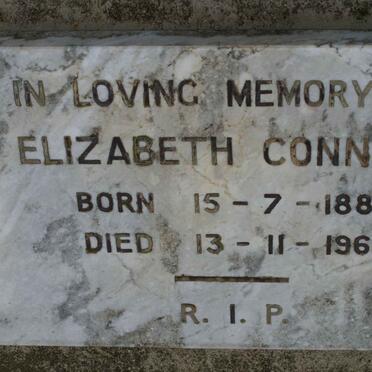 IN LOVING MEMORY
ELIZABETH CONN
BORN 15-7-188
DIED 13-11-196
R. I. P.